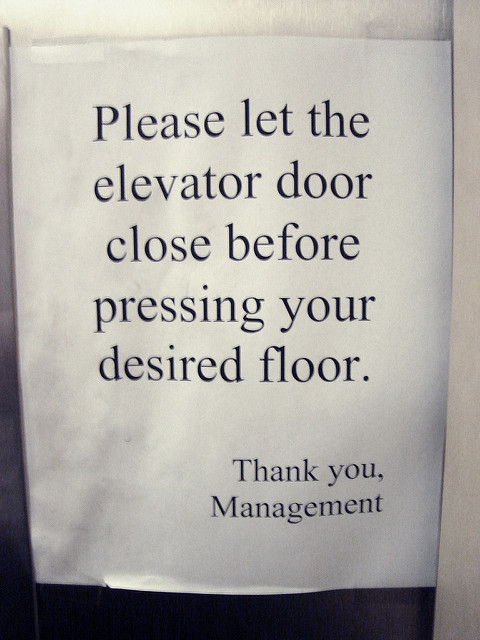 Please let the
elevator door
close before
pressing your
desired floor.
Thank you,
Management